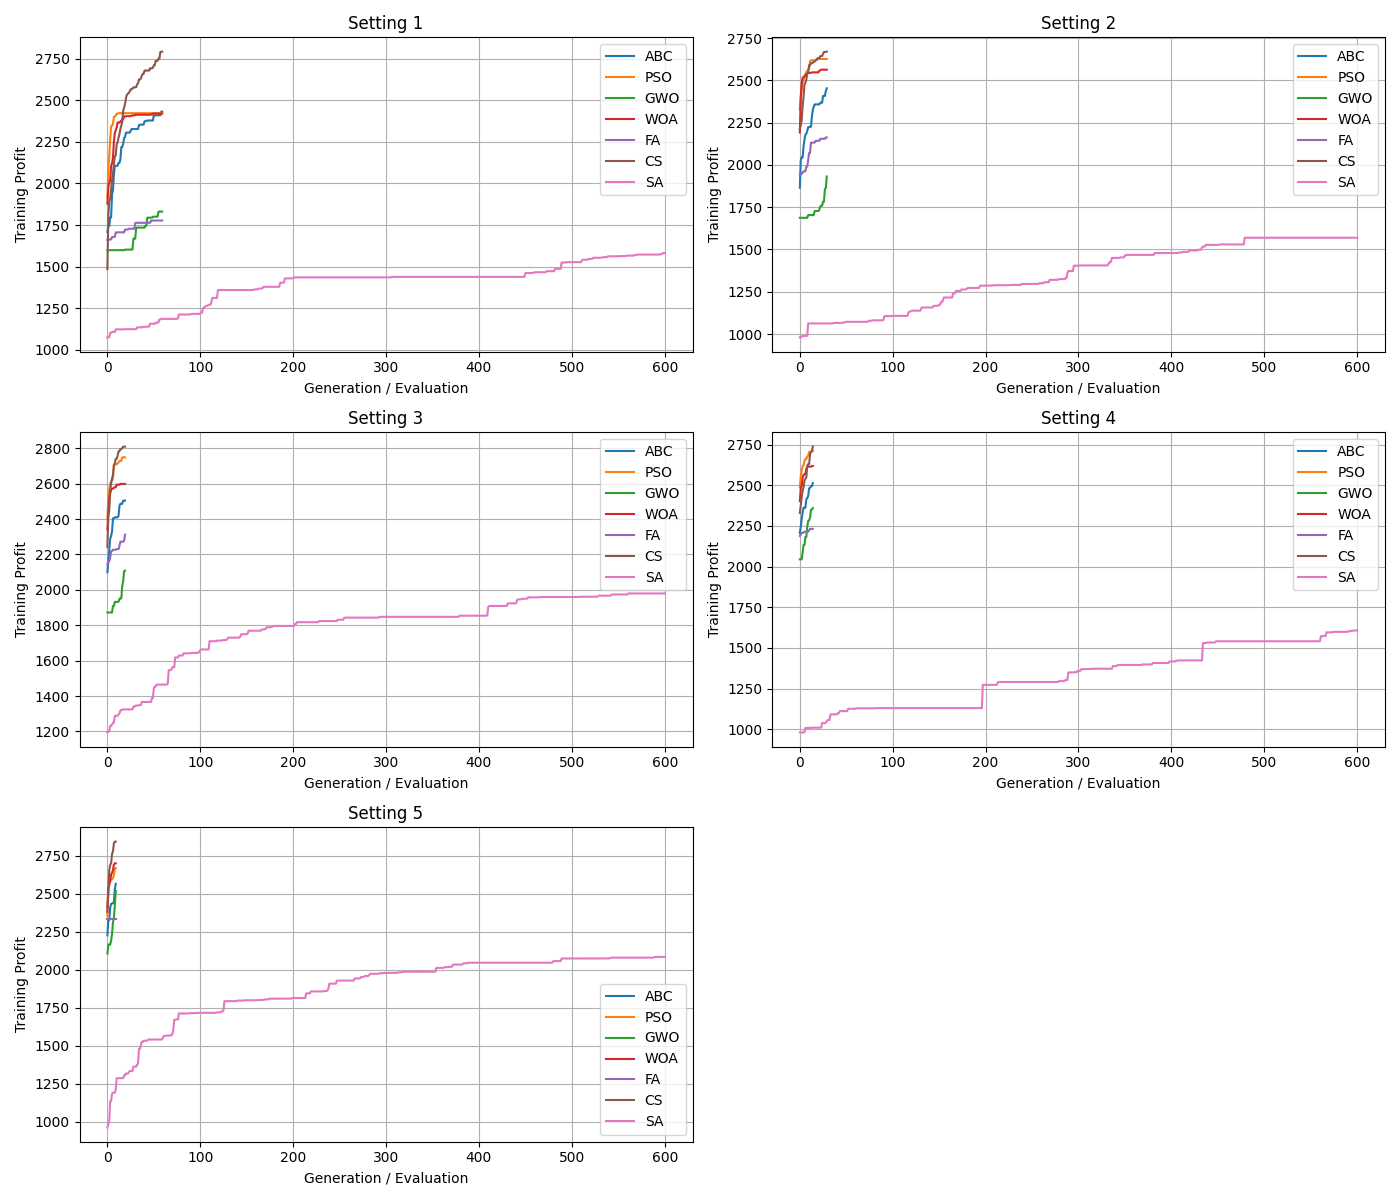 Setting 1
Training Profit
2750
2500
2250
2000
1750
1500
1250
1000
ABC
PSO
GWO
WOA
FA
CS
SA
0 100 200 300 400 500 600
Generation / Evaluation
Setting 2
Training Profit
2750
2500
2250
2000
1750
1500
1250
1000
ABC
PSO
GWO
WOA
FA
CS
SA
0 100 200 300 400 500 600
Generation / Evaluation
Setting 3
Training Profit
2800
2600
2400
2200
2000
1800
1600
1400
1200
ABC
PSO
GWO
WOA
FA
CS
SA
0 100 200 300 400 500 600
Generation / Evaluation
Setting 4
Training Profit
2750
2500
2250
2000
1750
1500
1250
1000
ABC
PSO
GWO
WOA
FA
CS
SA
0 100 200 300 400 500 600
Generation / Evaluation
Setting 5
Training Profit
2750
2500
2250
2000
1750
1500
1250
1000
ABC
PSO
GWO
WOA
FA
CS
SA
0 100 200 300 400 500 600
Generation / Evaluation